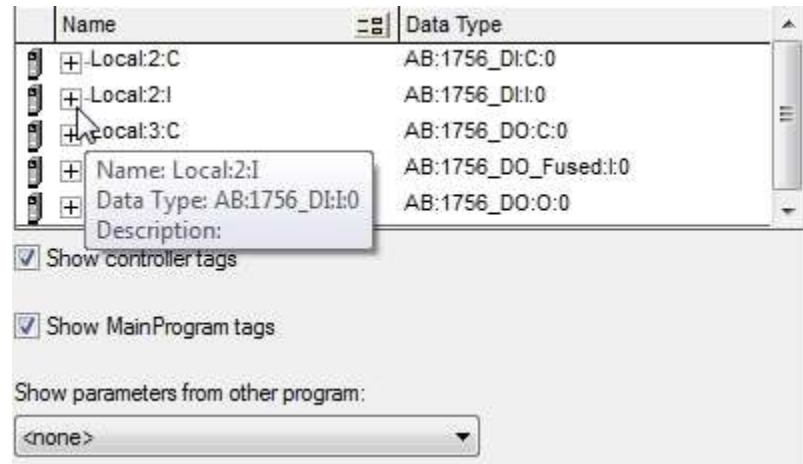 Name Data Type
Local:2:C AB:1756_DI:C:0
Local:2:I AB:1756_DI:I:0
Local:3:C AB:1756_DO:C:0
AB:1756_DO_Fused:I:0
AB:1756_DO:O:0
Name: Local:2:I
Data Type: AB:1756_DI:I:0
Description:
Show controller tags
Show MainProgram tags
Show parameters from other program:
<none>